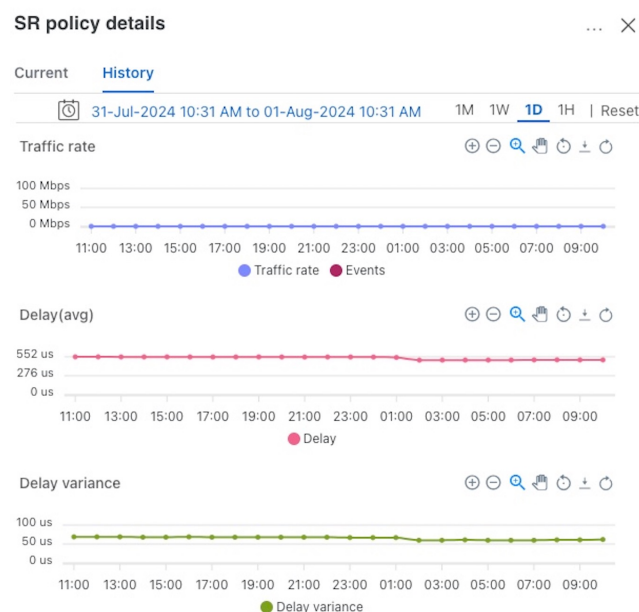 SR policy details
...
Current History
31-Jul-2024 10:31 AM to 01-Aug-2024 10:31 AM 1M 1W 1D 1H | Reset
Traffic rate
100 Mbps
50 Mbps
0 Mbps
11:00 13:00 15:00 17:00 19:00 21:00 23:00 01:00 03:00 05:00 07:00 09:00
Traffic rate Events
Delay(avg)
552 us
276 us
0 us
11:00 13:00 15:00 17:00 19:00 21:00 23:00 01:00 03:00 05:00 07:00 09:00
Delay
Delay variance
100 us
50 us
0 us
11:00 13:00 15:00 17:00 19:00 21:00 23:00 01:00 03:00 05:00 07:00 09:00
Delay variance